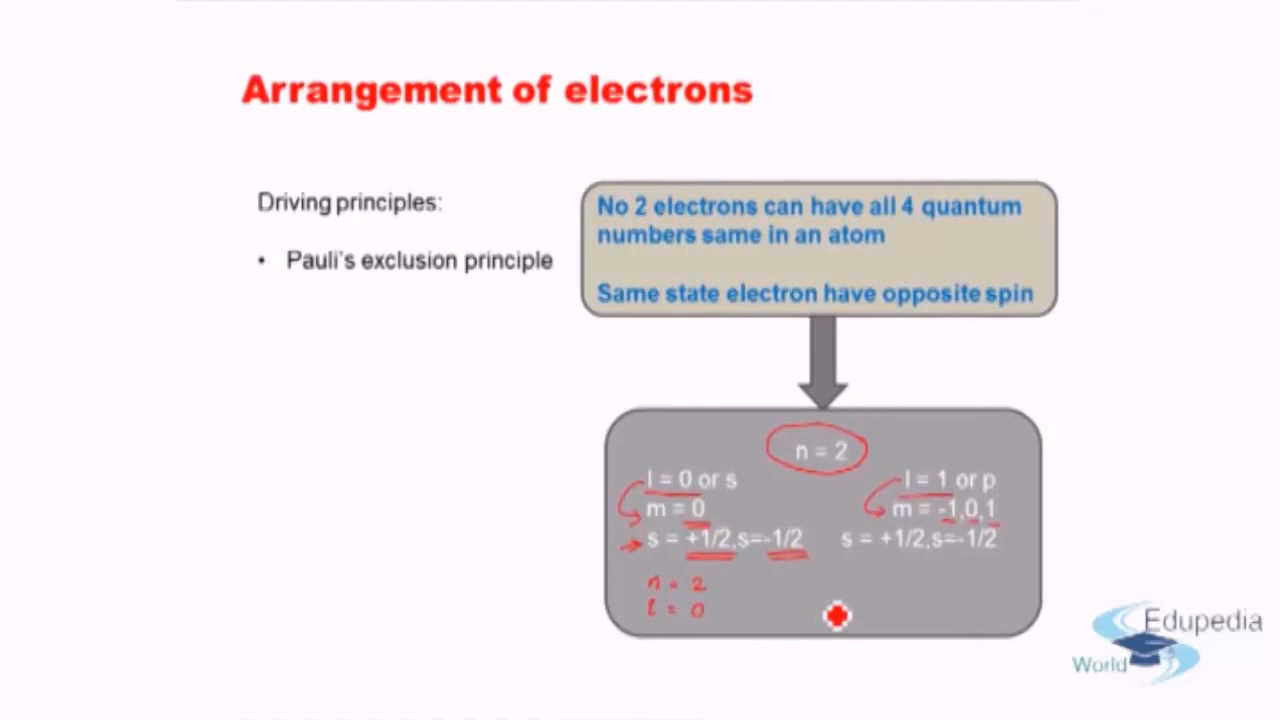 Arrangement of electrons
Driving principles:
• Pauli's exclusion principle
No 2 electrons can have all 4 quantum
numbers same in an atom
Same state electron have opposite spin
n = 2
l = 0 or s
m = 0
s = +1/2,s=-1/2
n = 2
l = 0
l = 1 or p
m = -1,0,1
s = +1/2,s=-1/2
Edupedia
World